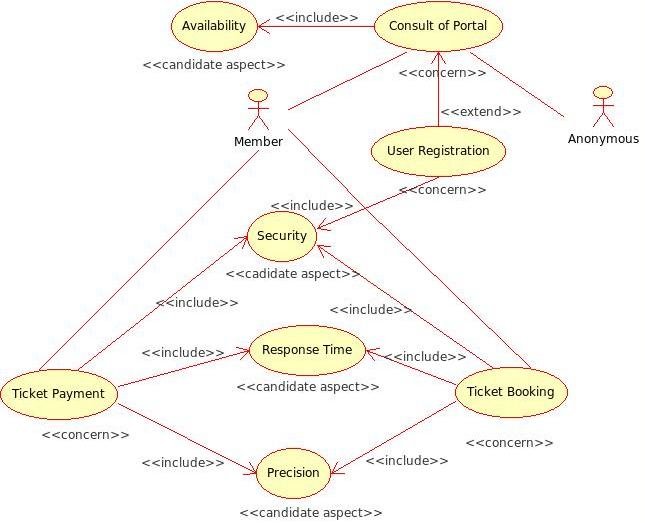 Availability
<<include>>
Consult of Portal
<<candidate aspect>>
<<concern>>
<<extend>>
Member
Anonymous
User Registration
<<concern>>
<<include>>
Security
<<cadidate aspect>>
<<include>>
<<include>>
<<include>>
Response Time
<<include>>
<<candidate aspect>>
Ticket Payment
Ticket Booking
<<concern>>
<<concern>>
<<include>>
<<include>>
Precision
<<candidate aspect>>